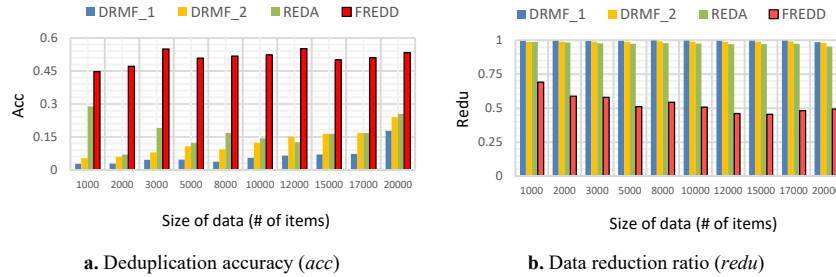 DRMF_1 DRMF_2 REDA FREDD
0.6
0.45
0.3
0.15
0
Acc
1000 2000 3000 5000 8000 10000 12000 15000 17000 20000
Size of data (# of items)
a. Deduplication accuracy (acc)
DRMF_1 DRMF_2 REDA FREDD
1
0.75
0.5
0.25
0
Redu
1000 2000 3000 5000 8000 10000 12000 15000 17000 20000
Size of data (# of items)
b. Data reduction ratio (redu)